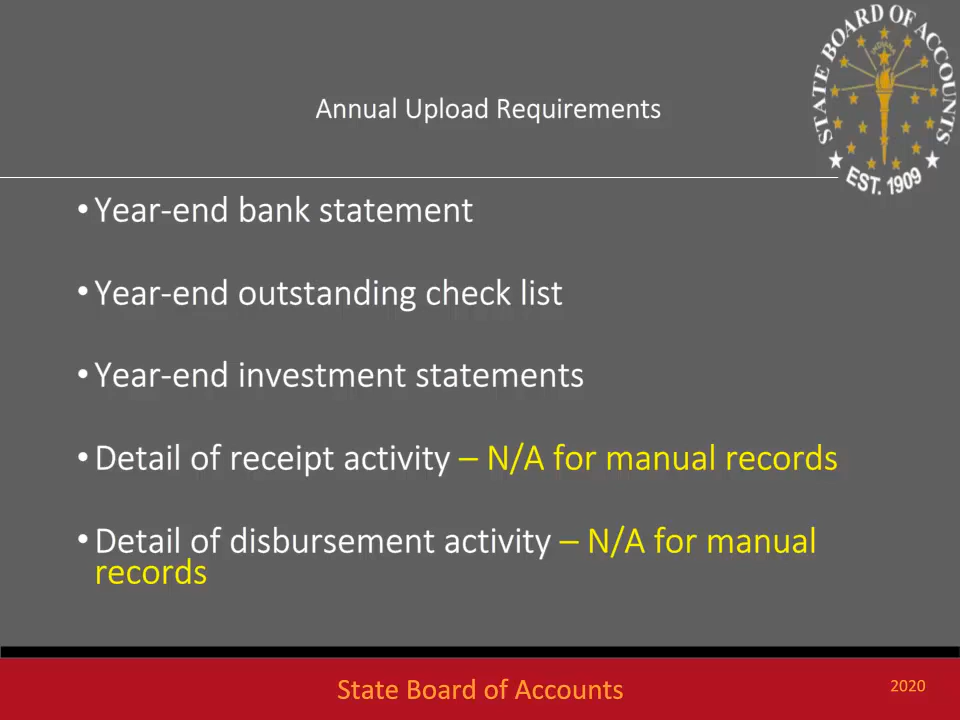 STATE BOARD OF ACCOUNTS
INDIANA
EST. 1909
Annual Upload Requirements
• Year-end bank statement
• Year-end outstanding check list
• Year-end investment statements
• Detail of receipt activity – N/A for manual records
• Detail of disbursement activity – N/A for manual
records
State Board of Accounts
2020